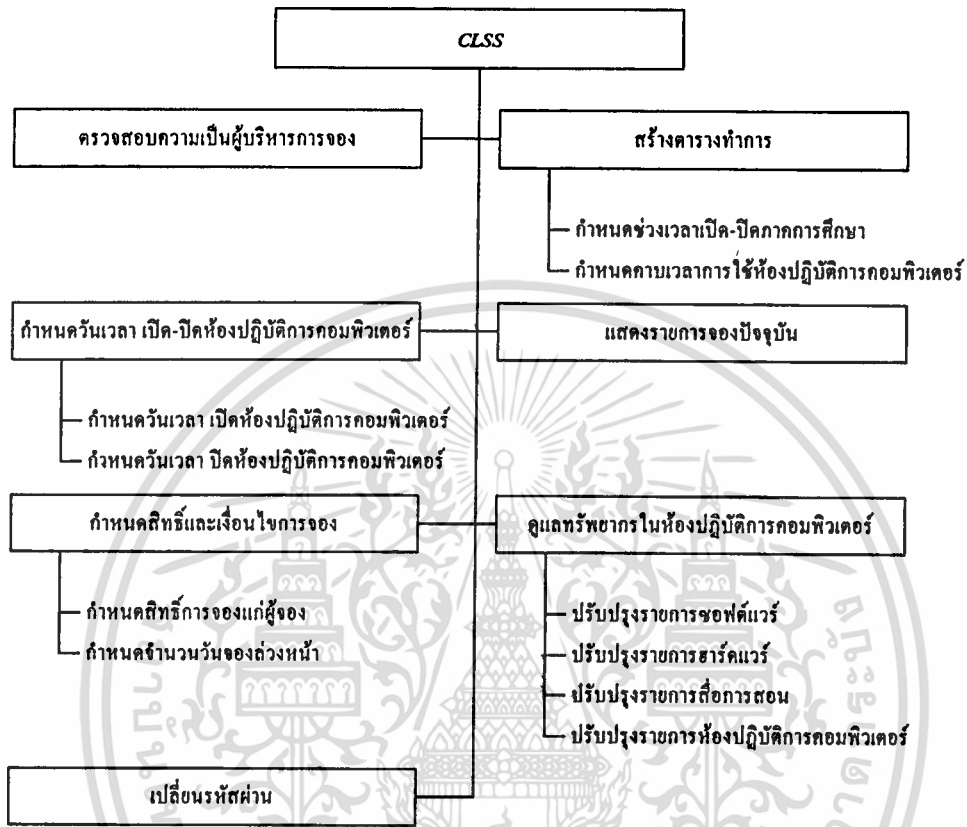 CLSS
ตรวจสอบความเป็นผู้บริหารการจอง
สร้างตารางทำการ
กำหนดช่วงเวลาเปิด-ปิดภาคการศึกษา
กำหนดคาบเวลาการใช้ห้องปฏิบัติการคอมพิวเตอร์
กำหนดวันเวลา เปิด-ปิดห้องปฏิบัติการคอมพิวเตอร์
แสดงรายการจองปัจจุบัน
กำหนดวันเวลา เปิดห้องปฏิบัติการคอมพิวเตอร์
กำหนดวันเวลา ปิดห้องปฏิบัติการคอมพิวเตอร์
กำหนดสิทธิ์และเงื่อนไขการจอง
ดูแลทรัพยากรในห้องปฏิบัติการคอมพิวเตอร์
กำหนดสิทธิ์การจองแก่ผู้จอง
กำหนดจำนวนวันจองล่วงหน้า
ปรับปรุงรายการซอฟต์แวร์
ปรับปรุงรายการฮาร์ดแวร์
ปรับปรุงรายการสื่อการสอน
ปรับปรุงรายการห้องปฏิบัติการคอมพิวเตอร์
เปลี่ยนรหัสผ่าน